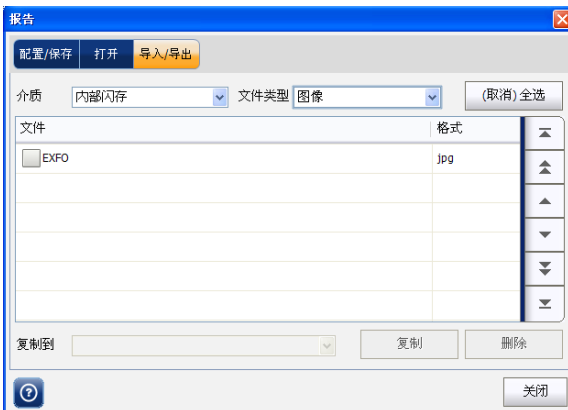 报告
配置/保存 打开 导入/导出
介质 内部闪存 文件类型 图像 (取消) 全选
文件 格式
EXFO jpg
复制到 复制 删除
? 关闭